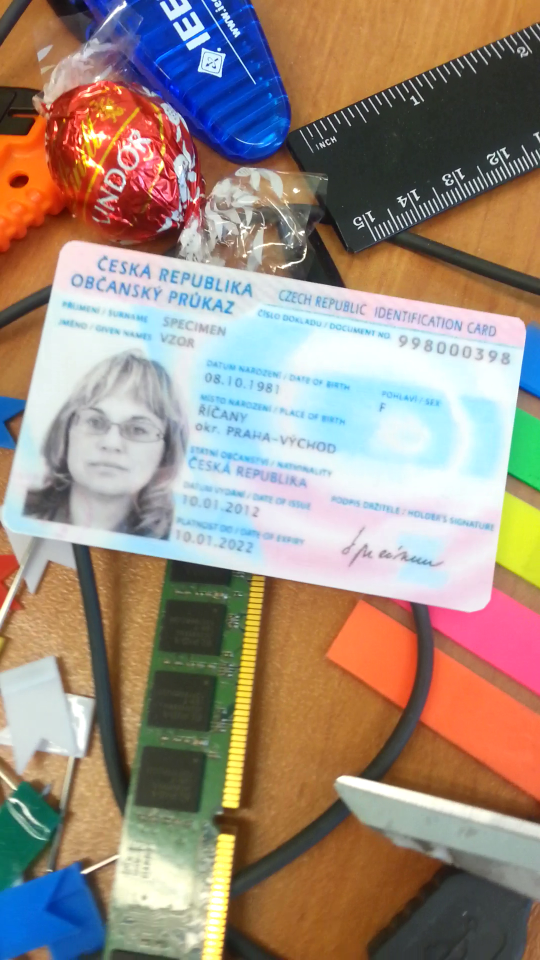 IEEE
LINDOR
INCH
1
2
15
14
13
12
ČESKÁ REPUBLIKA
OBČANSKÝ PRŮKAZ
CZECH REPUBLIC IDENTIFICATION CARD
PŘÍJMENÍ / SURNAME SPECIMEN
JMÉNO / GIVEN NAMES VZOR
ČÍSLO DOKLADU / DOCUMENT NO. 998000398
DATUM NAROZENÍ / DATE OF BIRTH
08.10.1981
POHLAVÍ / SEX
F
MÍSTO NAROZENÍ / PLACE OF BIRTH
ŘÍČANY
okr. PRAHA-VÝCHOD
STÁTNÍ OBČANSTVÍ / NATIONALITY
ČESKÁ REPUBLIKA
DATUM VYDÁNÍ / DATE OF ISSUE
10.01.2012
PODPIS DRŽITELE / HOLDER'S SIGNATURE
PLATNOST DO / DATE OF EXPIRY
10.01.2022
Specimen